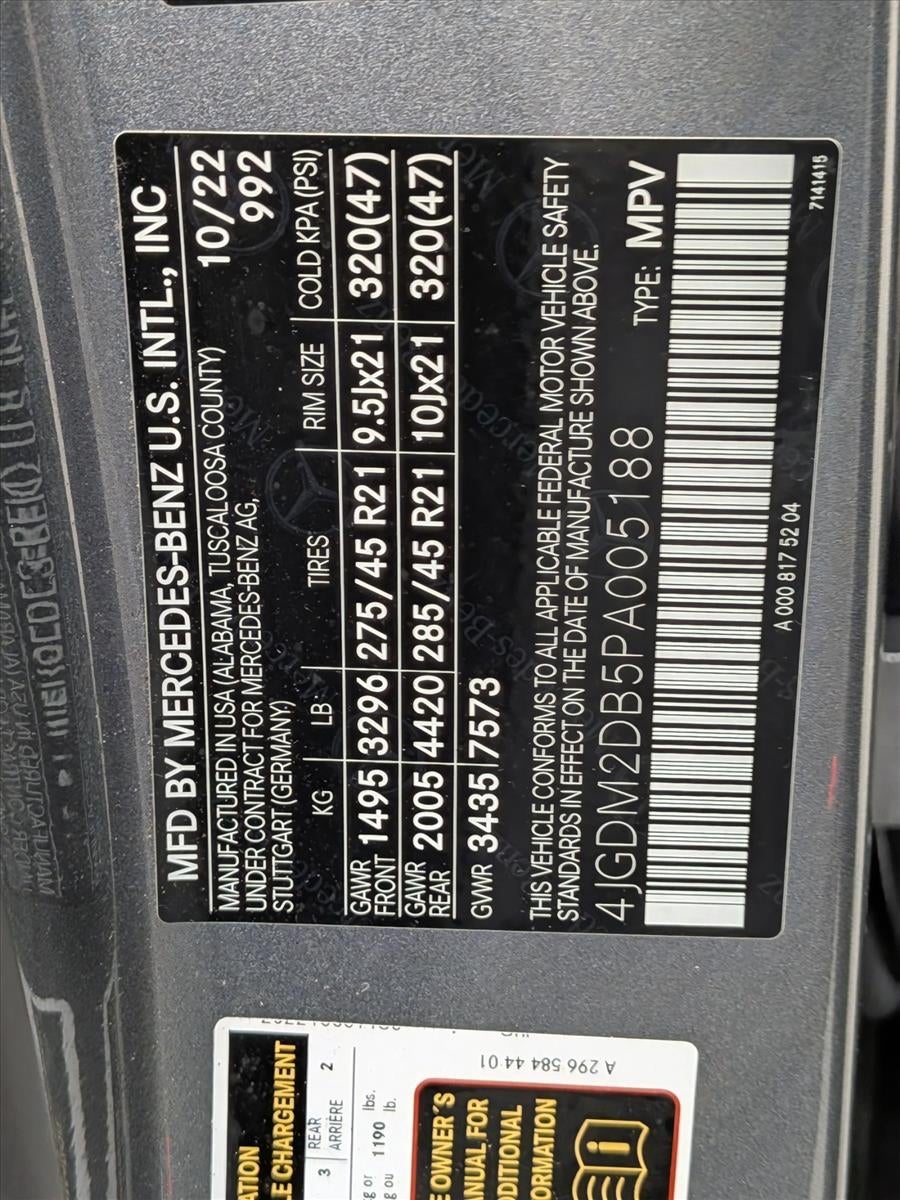 MFD BY MERCEDES-BENZ U.S. INTL., INC
MANUFACTURED IN USA (ALABAMA, TUSCALOOSA COUNTY) 10/22
UNDER CONTRACT FOR MERCEDES-BENZ AG, 992
STUTTGART (GERMANY)
KG LB TIRES RIM SIZE COLD KPA (PSI)
GAWR FRONT 1495 3296 275/45 R21 9.5Jx21 320(47)
GAWR REAR 2005 4420 285/45 R21 10Jx21 320(47)
GVWR 3435 7573
THIS VEHICLE CONFORMS TO ALL APPLICABLE FEDERAL MOTOR VEHICLE SAFETY
STANDARDS IN EFFECT ON THE DATE OF MANUFACTURE SHOWN ABOVE.
4JGDM2DB5PA005188 TYPE: MPV
A 000 817 52 04 7141415
LE CHARGEMENT
3 REAR ARRIÈRE 2
1190 lbs.
lb.
A 296 584 44 01
OWNER'S
FOR